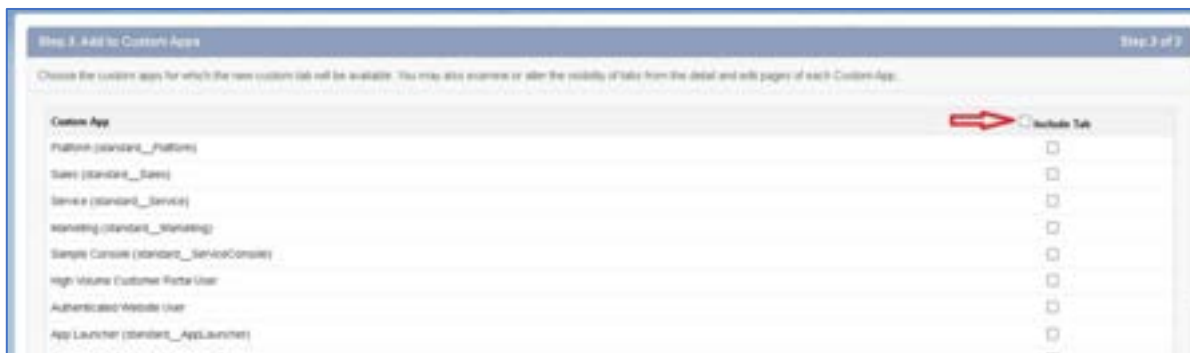 Step 3. Add to Custom Apps Step 3 of 3
Choose the custom apps for which the new custom tab will be available. You may also examine or alter the visibility of tabs from the detail and edit pages of each Custom App.
Custom App Include Tab
Platform (standard__Platform)
Sales (standard__Sales)
Service (standard__Service)
Marketing (standard__Marketing)
Sample Console (standard__ServiceConsole)
High Volume Customer Portal User
Authenticated Website User
App Launcher (standard__AppLauncher)